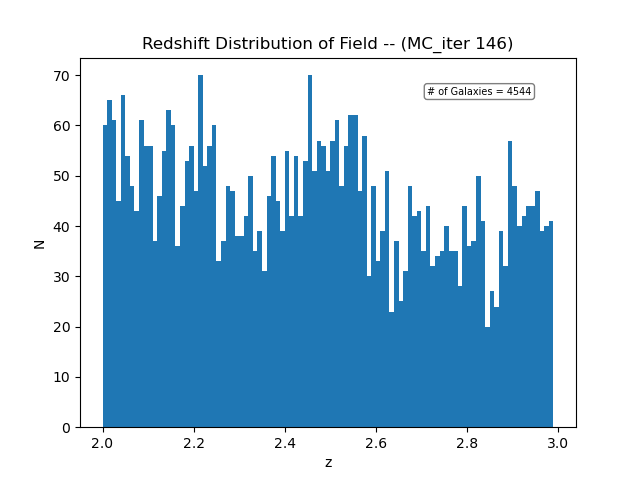 Redshift Distribution of Field -- (MC_iter 146)
# of Galaxies = 4544
70
60
50
40
30
20
10
0
N
2.0 2.2 2.4 2.6 2.8 3.0
z